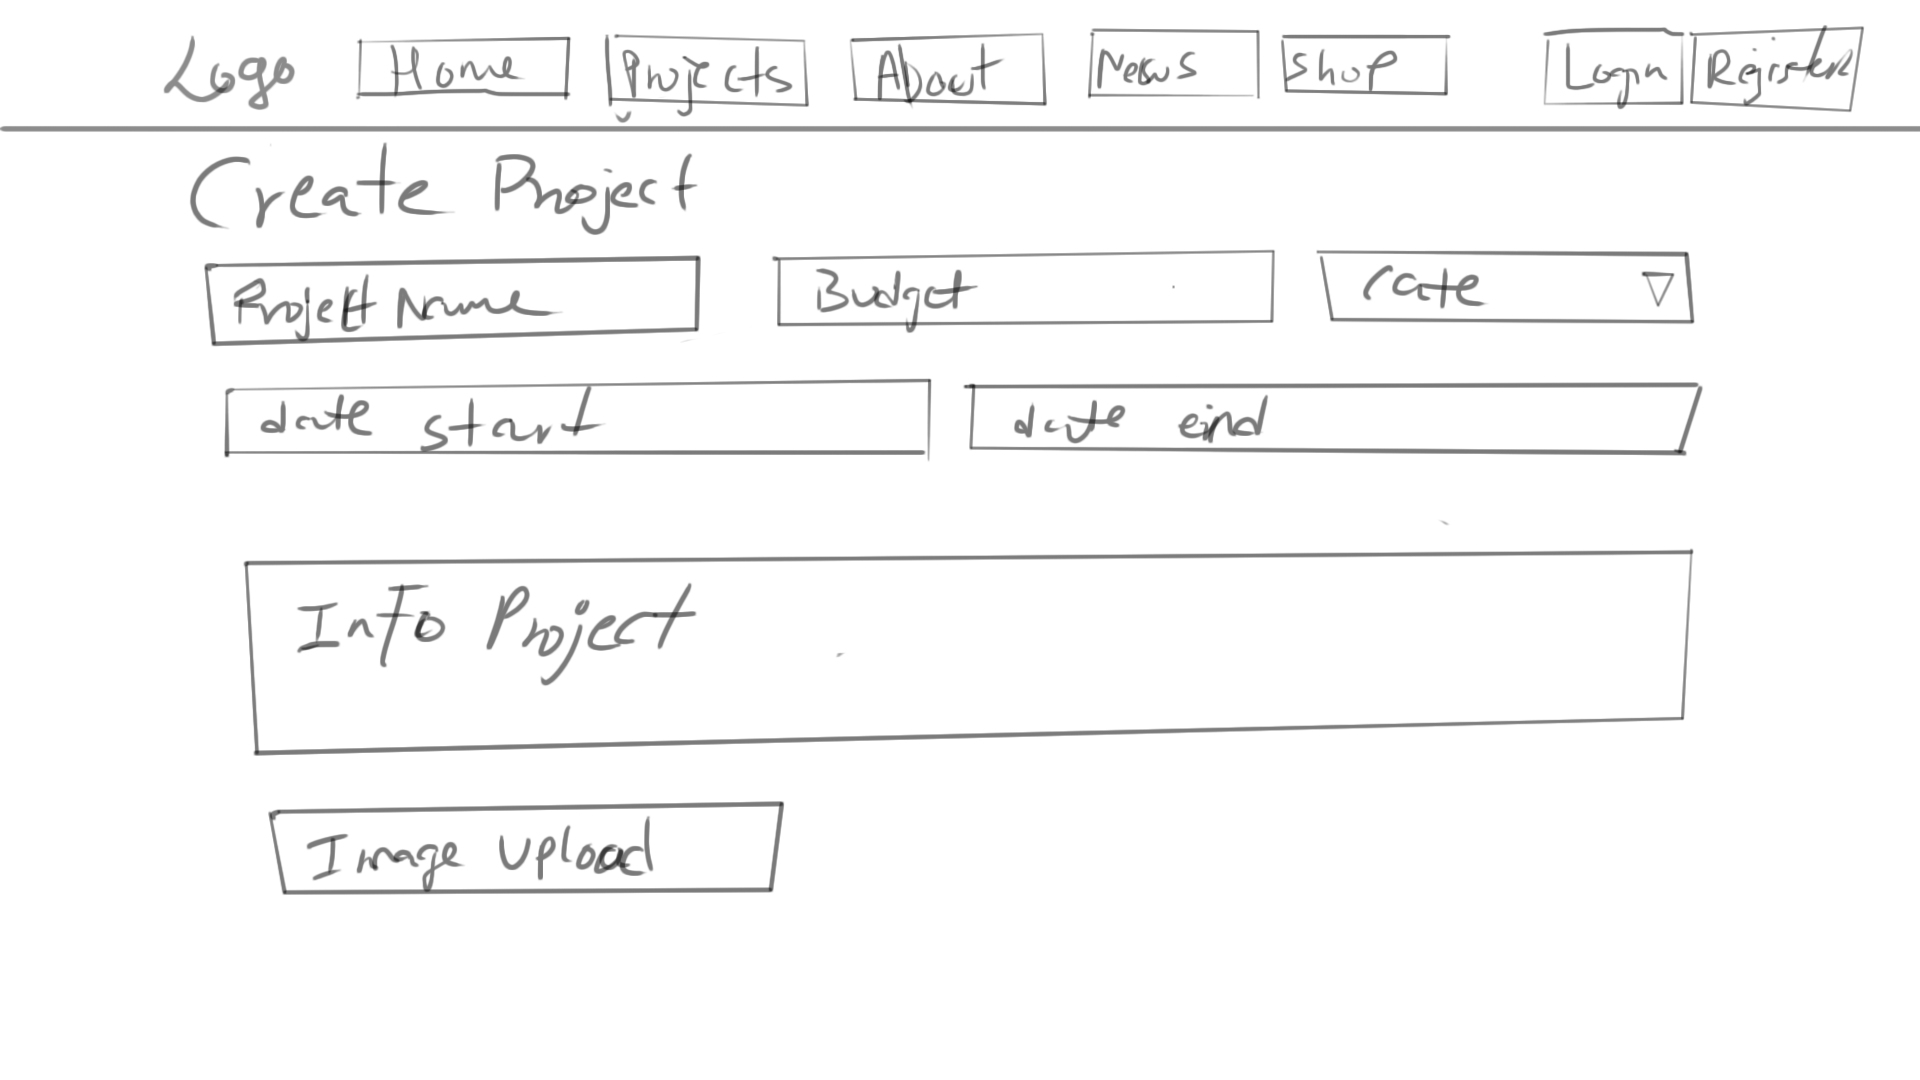 Logo Home Projects About News Shop Login Register
Create Project
Project Name Budget Cate
date start date eind
Info Project
Image Upload